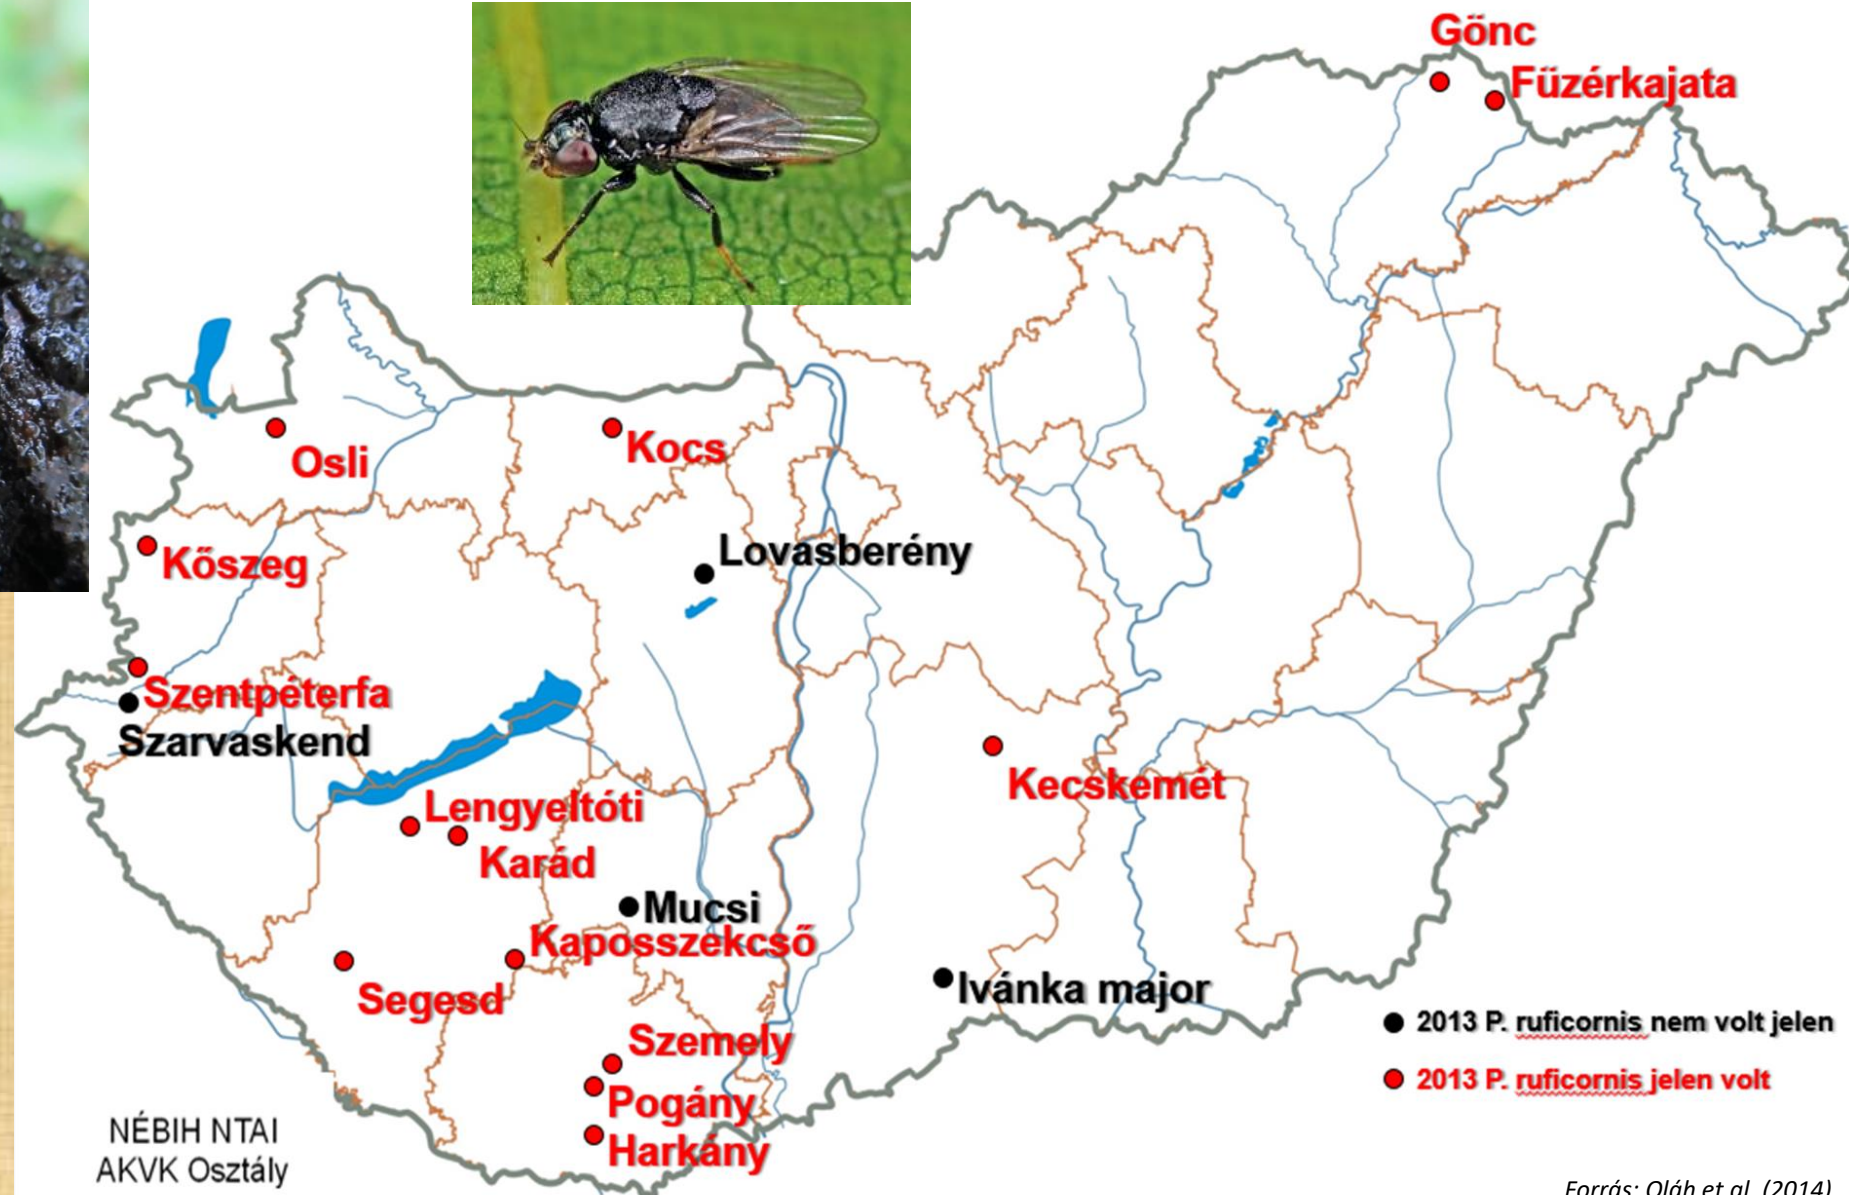 Gönc
Füzérkajata
Osli
Kocs
Kőszeg
Lovasberény
Szentpéterfa
Szarvaskend
Kecskemét
Lengyeltóti
Karád
Mucsi
Kaposszekcső
Segesd
Ivánka major
2013 P. ruficornis nem volt jelen
Szemely
2013 P. ruficornis jelen volt
Pogány
Harkány
NÉBIH NTAI
AKVK Osztály
Forrás: Oláh et al. (2014)